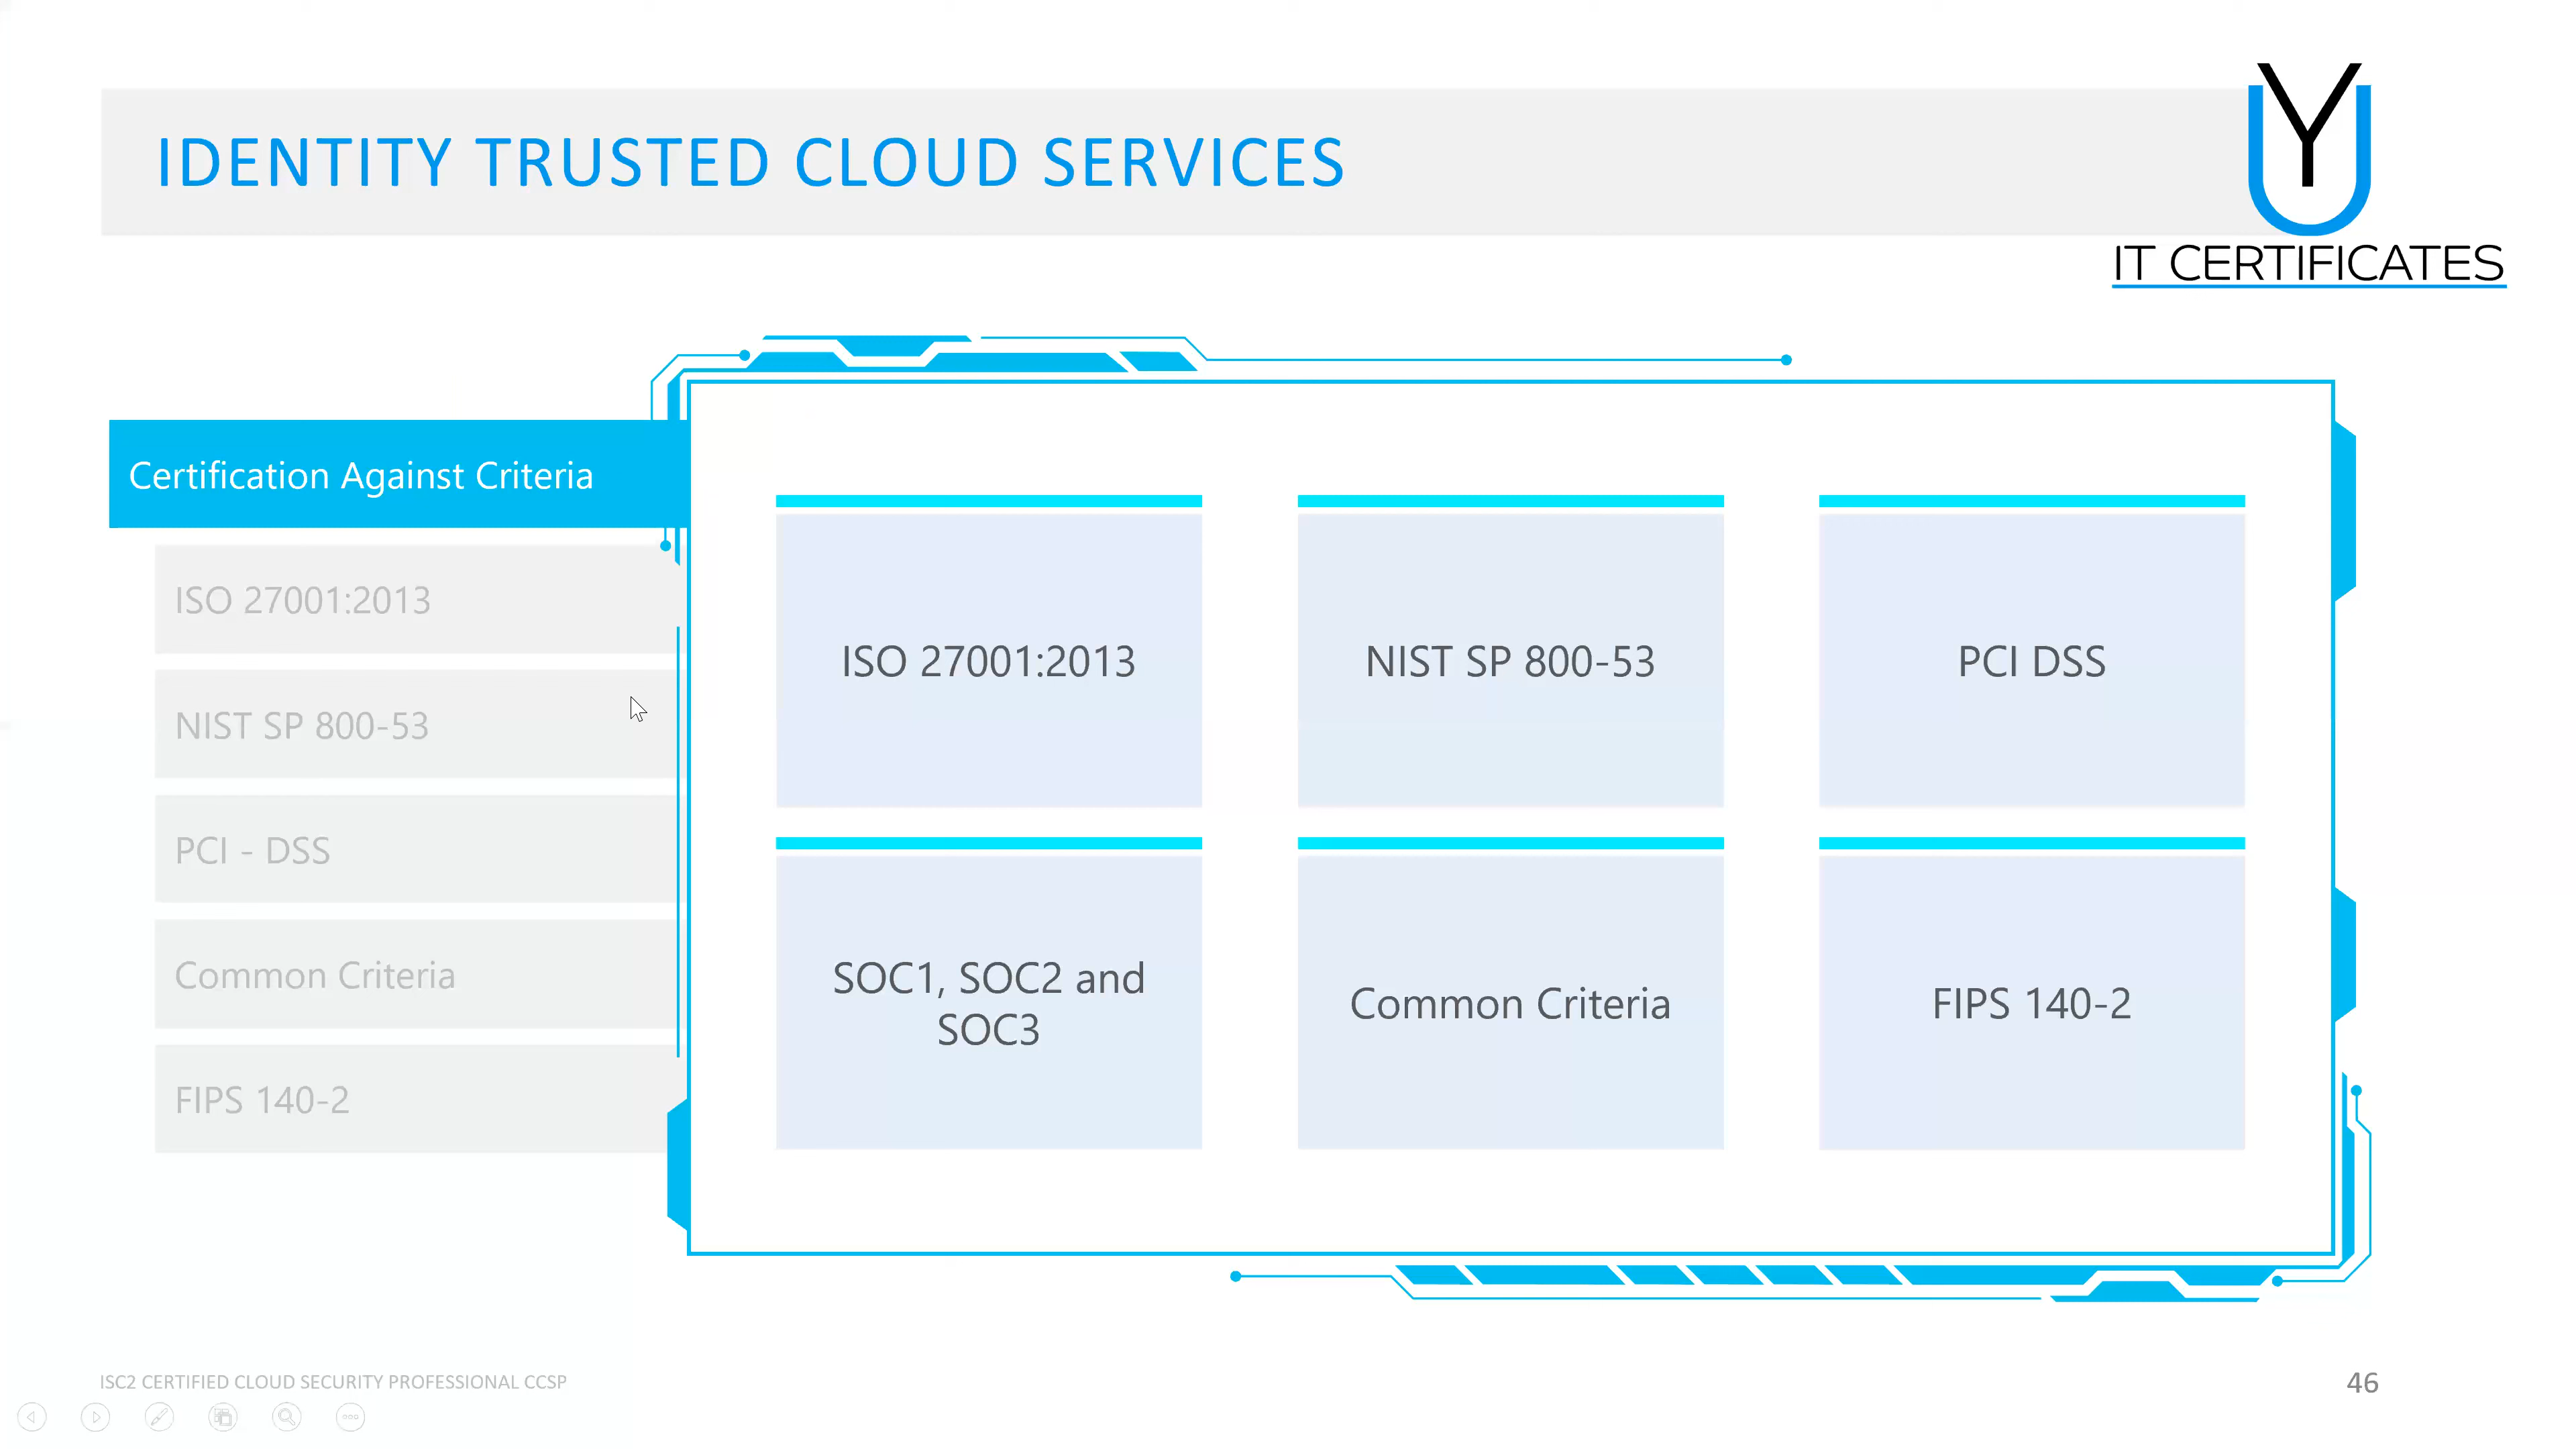 IDENTITY TRUSTED CLOUD SERVICES
UY
IT CERTIFICATES
Certification Against Criteria
ISO 27001:2013
NIST SP 800-53
PCI - DSS
Common Criteria
FIPS 140-2
ISO 27001:2013
NIST SP 800-53
PCI DSS
SOC1, SOC2 and
SOC3
Common Criteria
FIPS 140-2
ISC2 CERTIFIED CLOUD SECURITY PROFESSIONAL CCSP
46